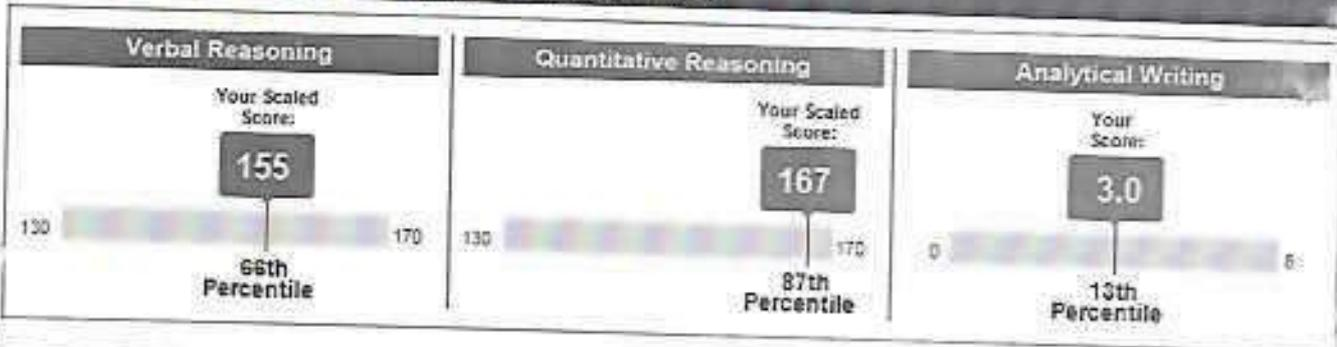 Verbal Reasoning
Your Scaled
Score:
155
130
170
66th
Percentile
Quantitative Reasoning
Your Scaled
Score:
167
130
170
87th
Percentile
Analytical Writing
Your
Score:
3.0
0
6
13th
Percentile